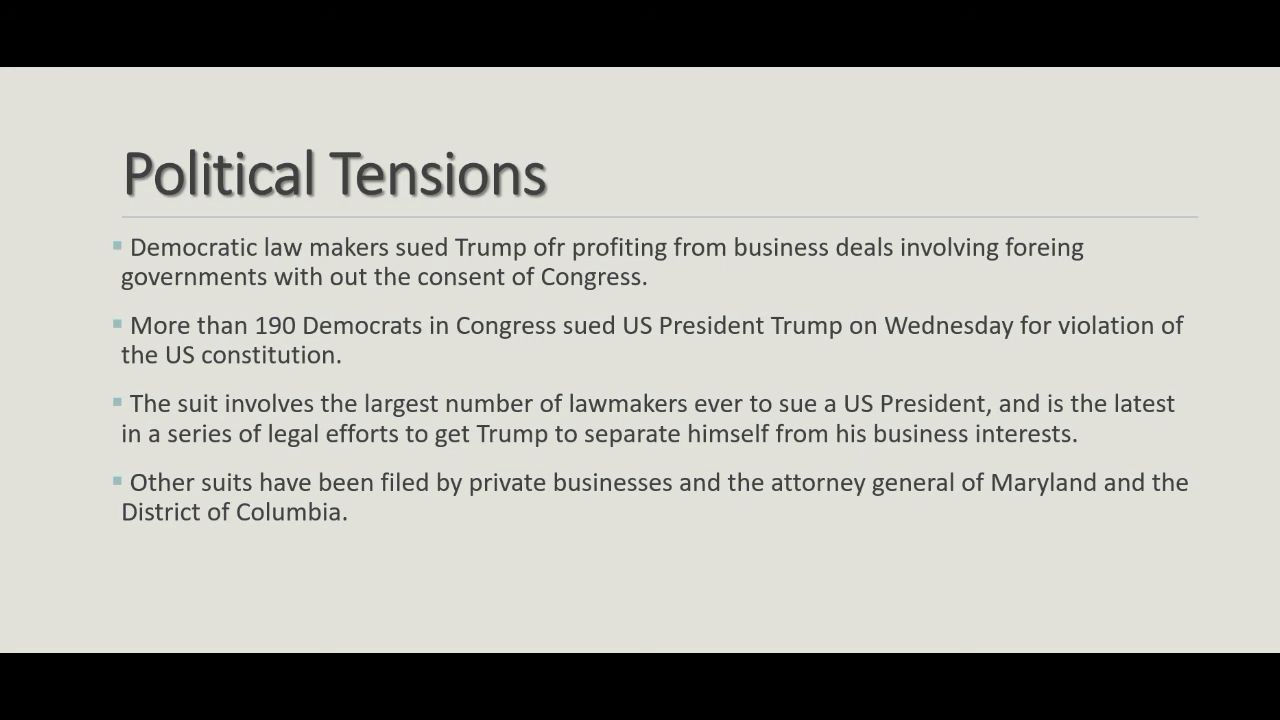 Political Tensions
Democratic law makers sued Trump ofr profiting from business deals involving foreing
governments with out the consent of Congress.
More than 190 Democrats in Congress sued US President Trump on Wednesday for violation of
the US constitution.
The suit involves the largest number of lawmakers ever to sue a US President, and is the latest
in a series of legal efforts to get Trump to separate himself from his business interests.
Other suits have been filed by private businesses and the attorney general of Maryland and the
District of Columbia.